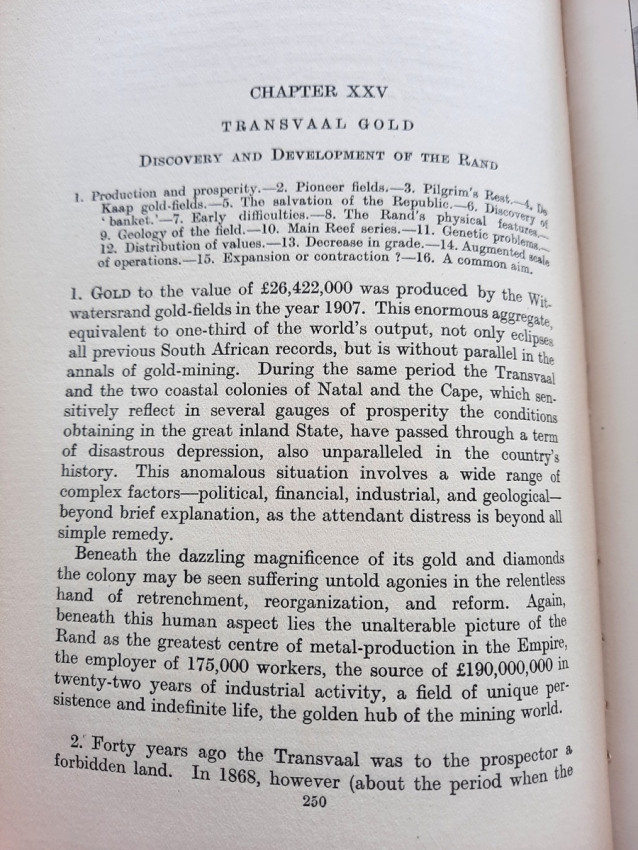 CHAPTER XXV
TRANSVAAL GOLD
DISCOVERY AND DEVELOPMENT OF THE RAND
1. Production and prosperity.—2. Pioneer fields.—3. Pilgrim's Rest.—4. De
Kaap gold-fields.—5. The salvation of the Republic.—6. Discovery of
'banket.'—7. Early difficulties.—8. The Rand's physical features.—
9. Geology of the field.—10. Main Reef series.—11. Genetic problems.—
12. Distribution of values.—13. Decrease in grade.—14. Augmented scale
of operations.—15. Expansion or contraction ?—16. A common aim.
1. GOLD to the value of £26,422,000 was produced by the Wit-
watersrand gold-fields in the year 1907. This enormous aggregate,
equivalent to one-third of the world's output, not only eclipses
all previous South African records, but is without parallel in the
annals of gold-mining. During the same period the Transvaal
and the two coastal colonies of Natal and the Cape, which sen-
sitively reflect in several gauges of prosperity the conditions
obtaining in the great inland State, have passed through a term
of disastrous depression, also unparalleled in the country's
history. This anomalous situation involves a wide range of
complex factors—political, financial, industrial, and geological—
beyond brief explanation, as the attendant distress is beyond all
simple remedy.
Beneath the dazzling magnificence of its gold and diamonds
the colony may be seen suffering untold agonies in the relentless
hand of retrenchment, reorganization, and reform. Again,
beneath this human aspect lies the unalterable picture of the
Rand as the greatest centre of metal-production in the Empire,
the employer of 175,000 workers, the source of £190,000,000 in
twenty-two years of industrial activity, a field of unique per-
sistence and indefinite life, the golden hub of the mining world.
2. Forty years ago the Transvaal was to the prospector a
forbidden land. In 1868, however (about the period when the
250